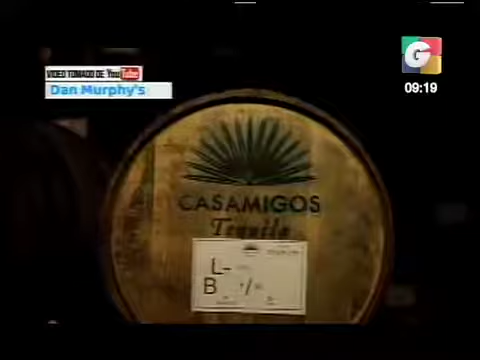 VIDEO TOMADO DE YouTube
Dan Murphy's
G
09:19
CASAMIGOS
Tequila
L-
B